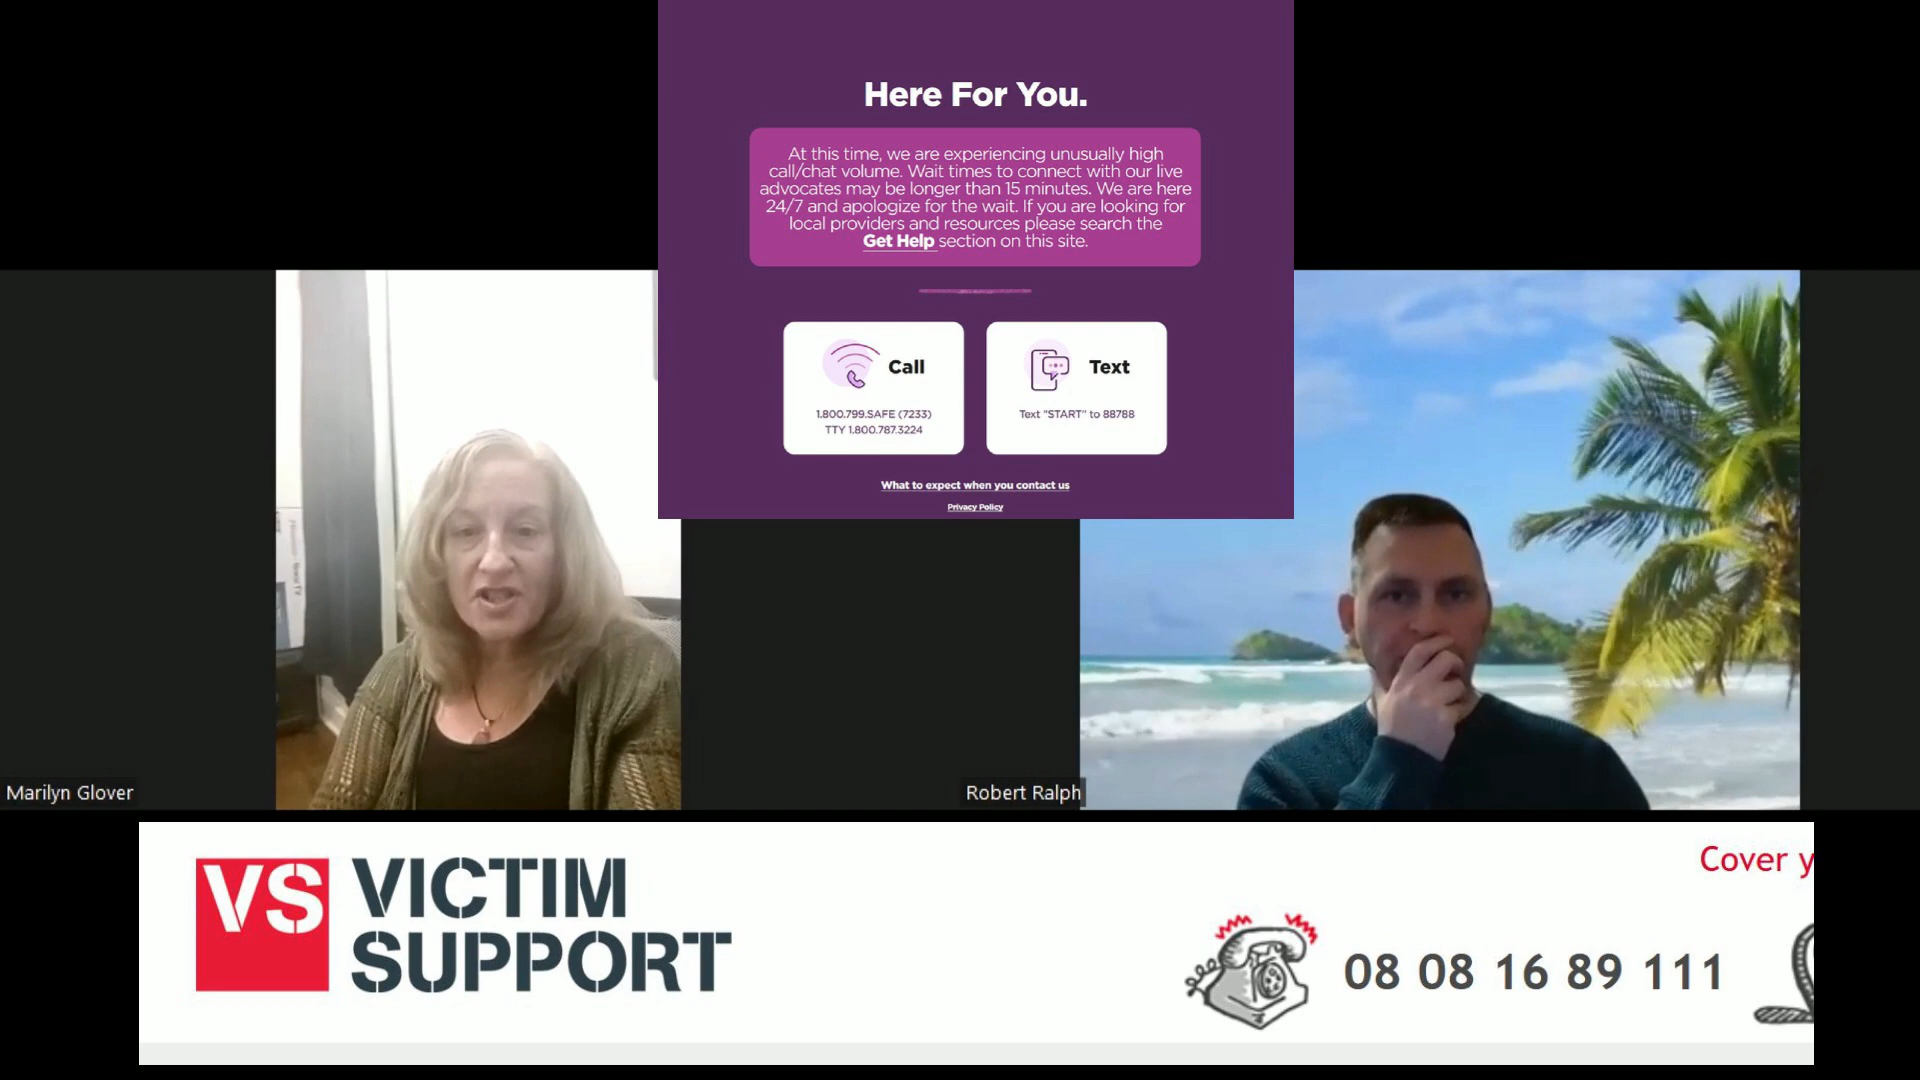 Here For You.
At this time, we are experiencing unusually high
call/chat volume. Wait times to connect with our live
advocates may be longer than 15 minutes. We are here
24/7 and apologize for the wait. If you are looking for
local providers and resources please search the
Get Help section on this site.
Call
1.800.799.SAFE (7233)
TTY 1.800.787.3224
Text
Text "START" to 88788
What to expect when you contact us
Privacy Policy
Marilyn Glover
Robert Ralph
VS
VICTIM
SUPPORT
Cover y
08 08 16 89 111